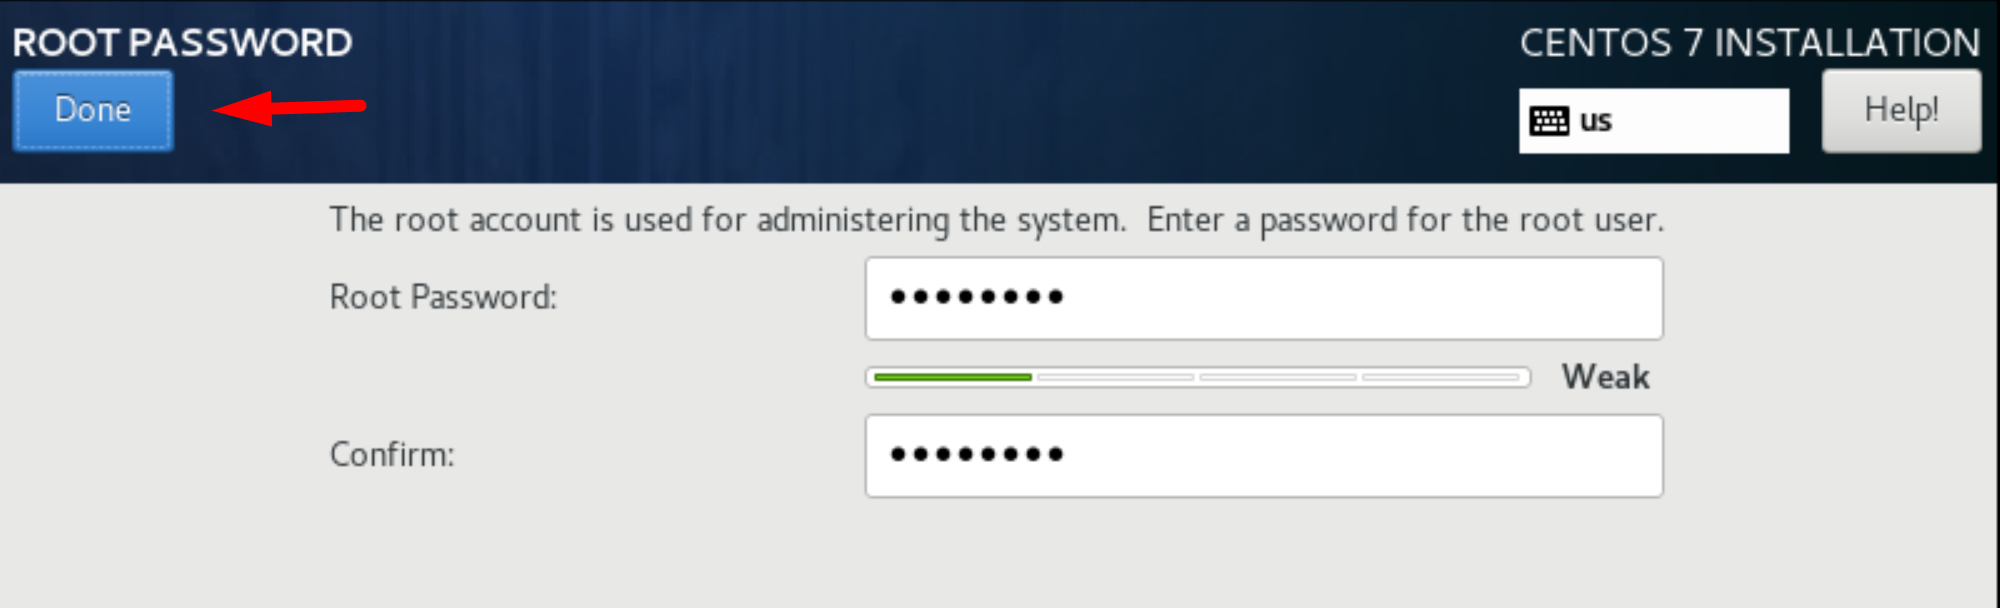 ROOT PASSWORD
CENTOS 7 INSTALLATION
Done
us
Help!
The root account is used for administering the system.  Enter a password for the root user.
Root Password:
••••••••
Weak
Confirm:
••••••••